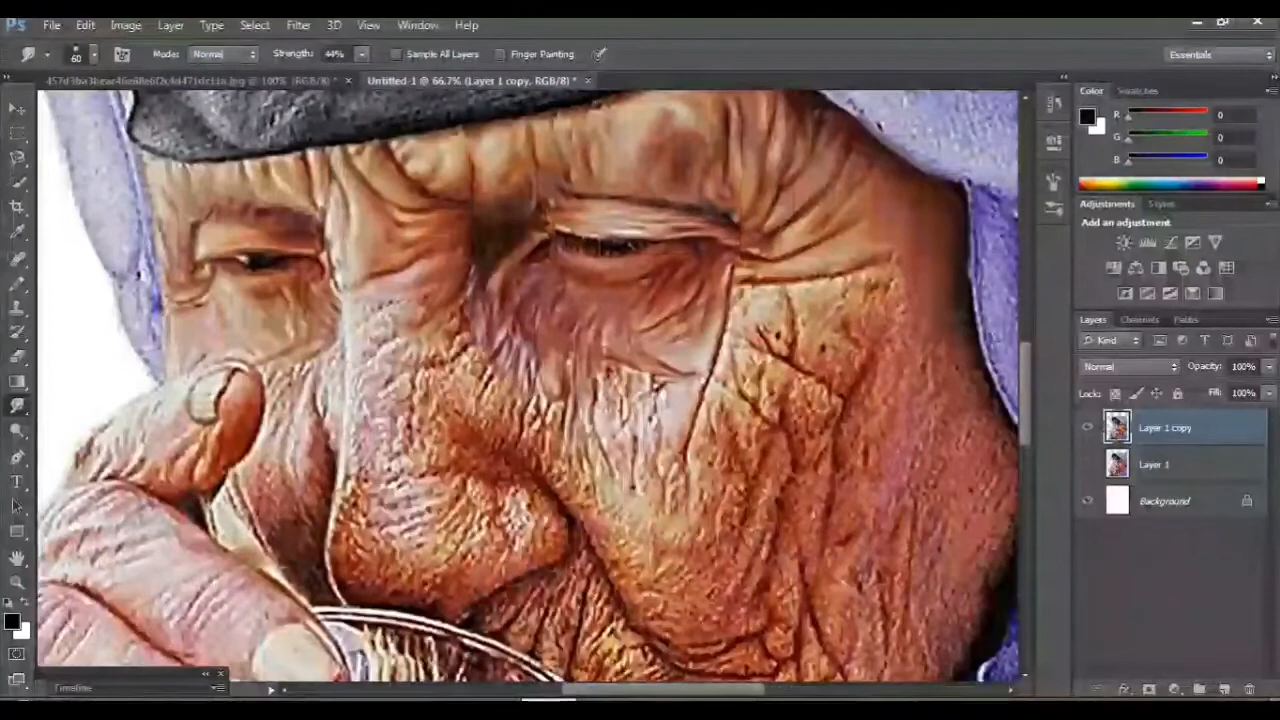 Ps File Edit Image Layer Type Select Filter 3D View Window Help
60 Mode: Normal Strength: 44% Sample All Layers Finger Painting Essentials
Untitled-1 @ 66.7% (Layer 1 copy, RGB/8) * ×
Color Swatches
R 0
G 0
B 0
Adjustments Styles
Add an adjustment
Layers Channels Paths
Kind
Normal Opacity: 100%
Lock: Fill: 100%
Layer 1 copy
Layer 1
Background
Timeline